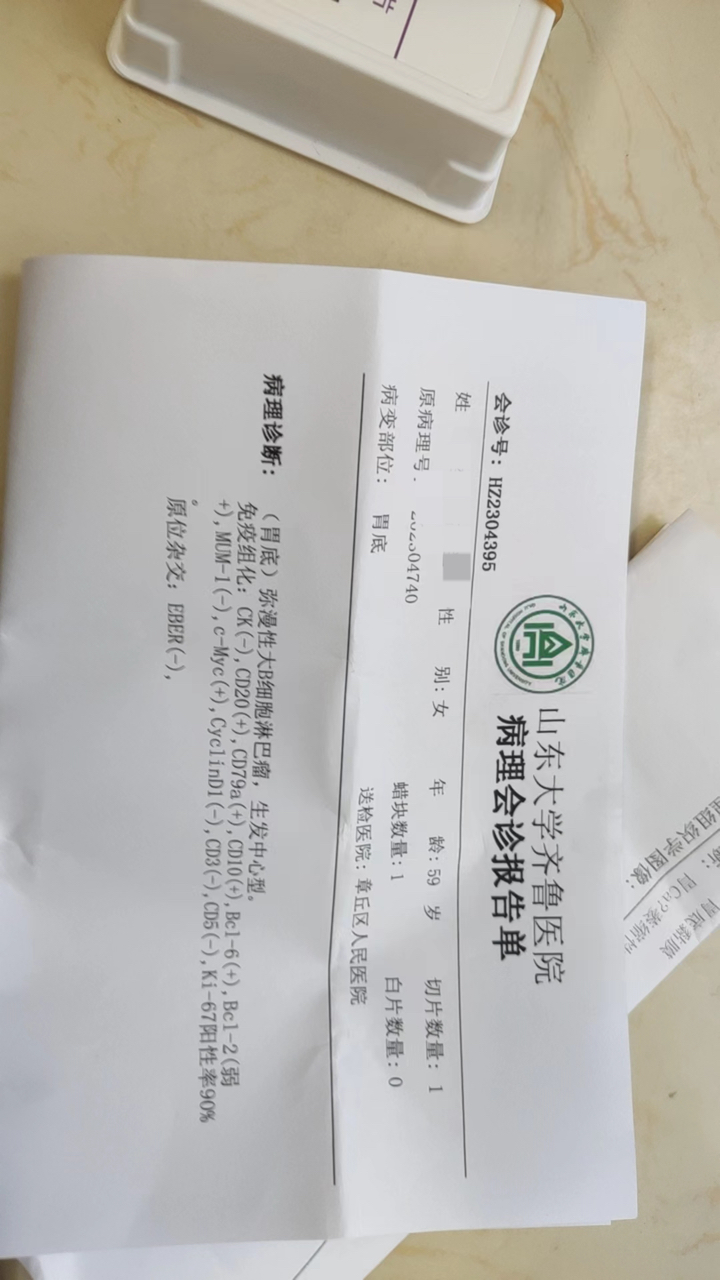 山东大学齐鲁医院
病理会诊报告单
会诊号: HZ2304395
姓 性 别: 女 年 龄: 59 岁 切片数量: 1
原病理号. 202304740 蜡块数量: 1 白片数量: 0
病变部位: 胃底 送检医院: 章丘区人民医院
病理诊断:
（胃底）弥漫性大B细胞淋巴瘤，生发中心型。
免疫组化: CK(-), CD20(+), CD79a(+), CD10(+), Bcl-6(+), Bcl-2(弱
+), MUM-1(-), c-Myc(+), CyclinD1(-), CD3(-), CD5(-), Ki-67阳性率90%
。
原位杂交: EBER(-),
组织学图像: